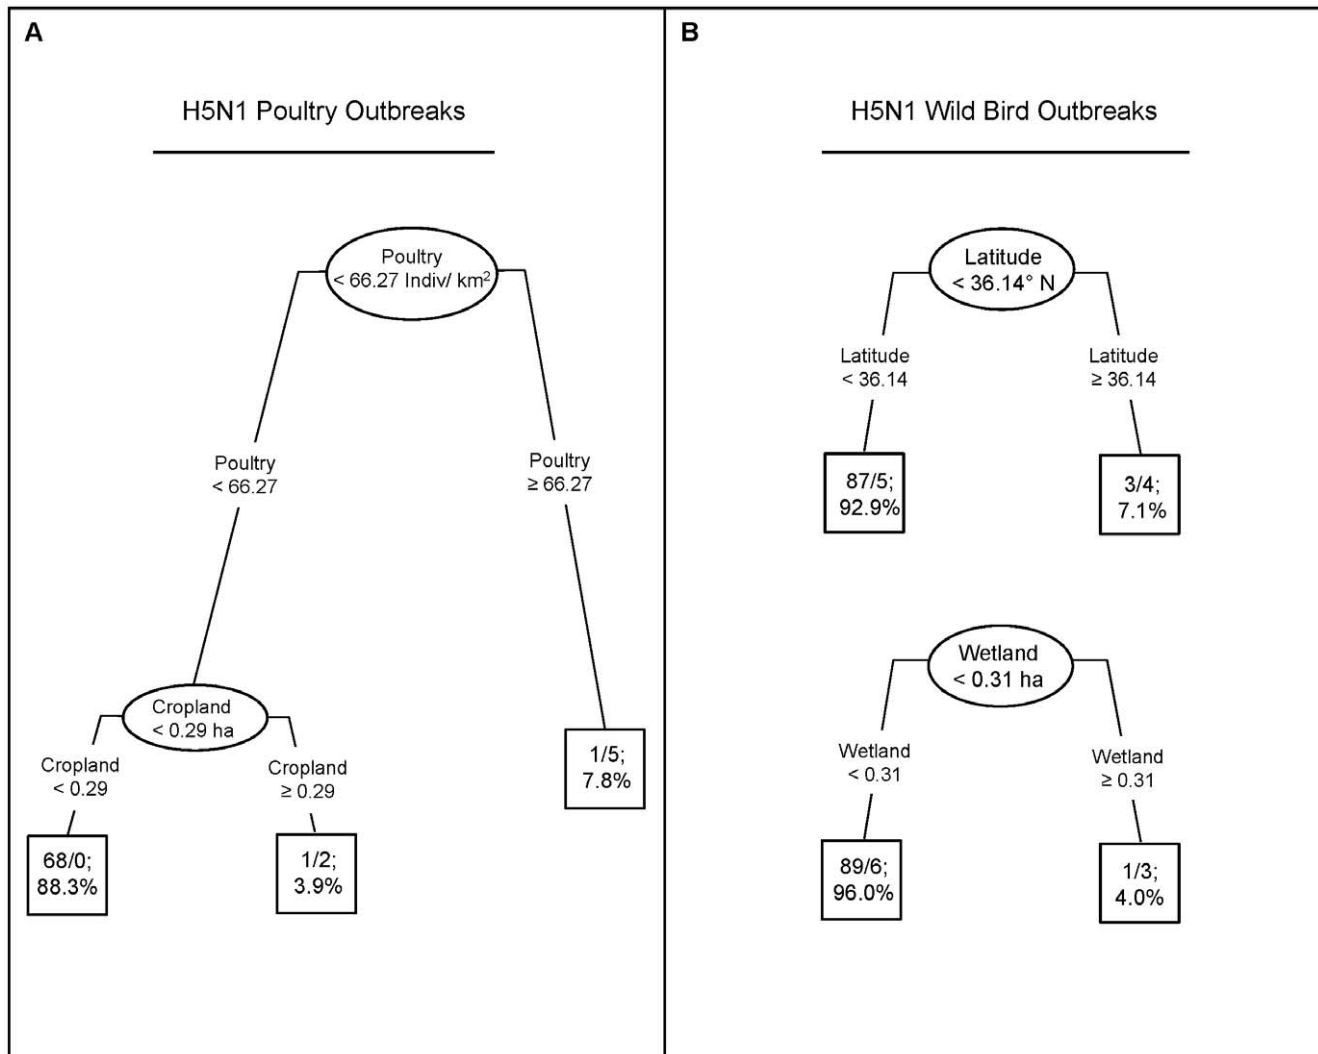 A
H5N1 Poultry Outbreaks
Poultry
< 66.27 Indiv/ km²
Poultry
< 66.27
Poultry
≥ 66.27
Cropland
< 0.29 ha
Cropland
< 0.29
Cropland
≥ 0.29
68/0;
88.3%
1/2;
3.9%
1/5;
7.8%
B
H5N1 Wild Bird Outbreaks
Latitude
< 36.14° N
Latitude
< 36.14
Latitude
≥ 36.14
87/5;
92.9%
3/4;
7.1%
Wetland
< 0.31 ha
Wetland
< 0.31
Wetland
≥ 0.31
89/6;
96.0%
1/3;
4.0%